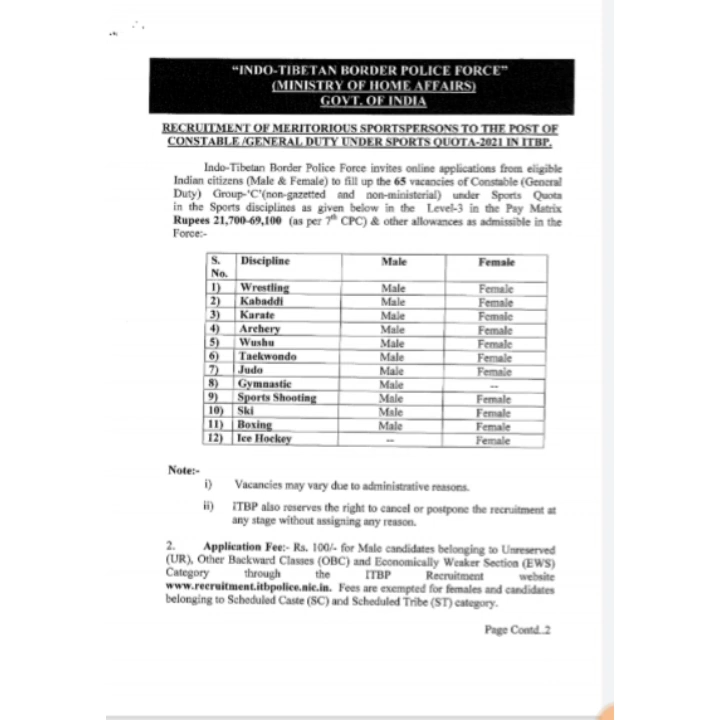 "INDO-TIBETAN BORDER POLICE FORCE"
(MINISTRY OF HOME AFFAIRS)
GOVT. OF INDIA
RECRUITMENT OF MERITORIOUS SPORTSPERSONS TO THE POST OF
CONSTABLE /GENERAL DUTY UNDER SPORTS QUOTA-2021 IN ITBP.
Indo-Tibetan Border Police Force invites online applications from eligible
Indian citizens (Male & Female) to fill up the 65 vacancies of Constable (General
Duty) Group-'C'(non-gazetted and non-ministerial) under Sports Quota
in the Sports disciplines as given below in the Level-3 in the Pay Matrix
Rupees 21,700-69,100 (as per 7th CPC) & other allowances as admissible in the
Force:-
S. No. Discipline Male Female
1) Wrestling Male Female
2) Kabaddi Male Female
3) Karate Male Female
4) Archery Male Female
5) Wushu Male Female
6) Taekwondo Male Female
7) Judo Male Female
8) Gymnastic Male --
9) Sports Shooting Male Female
10) Ski Male Female
11) Boxing Male Female
12) Ice Hockey -- Female
Note:-
i) Vacancies may vary due to administrative reasons.
ii) ITBP also reserves the right to cancel or postpone the recruitment at
any stage without assigning any reason.
2. Application Fee:- Rs. 100/- for Male candidates belonging to Unreserved
(UR), Other Backward Classes (OBC) and Economically Weaker Section (EWS)
Category through the ITBP Recruitment website
www.recruitment.itbpolice.nic.in. Fees are exempted for females and candidates
belonging to Scheduled Caste (SC) and Scheduled Tribe (ST) category.
Page Contd..2